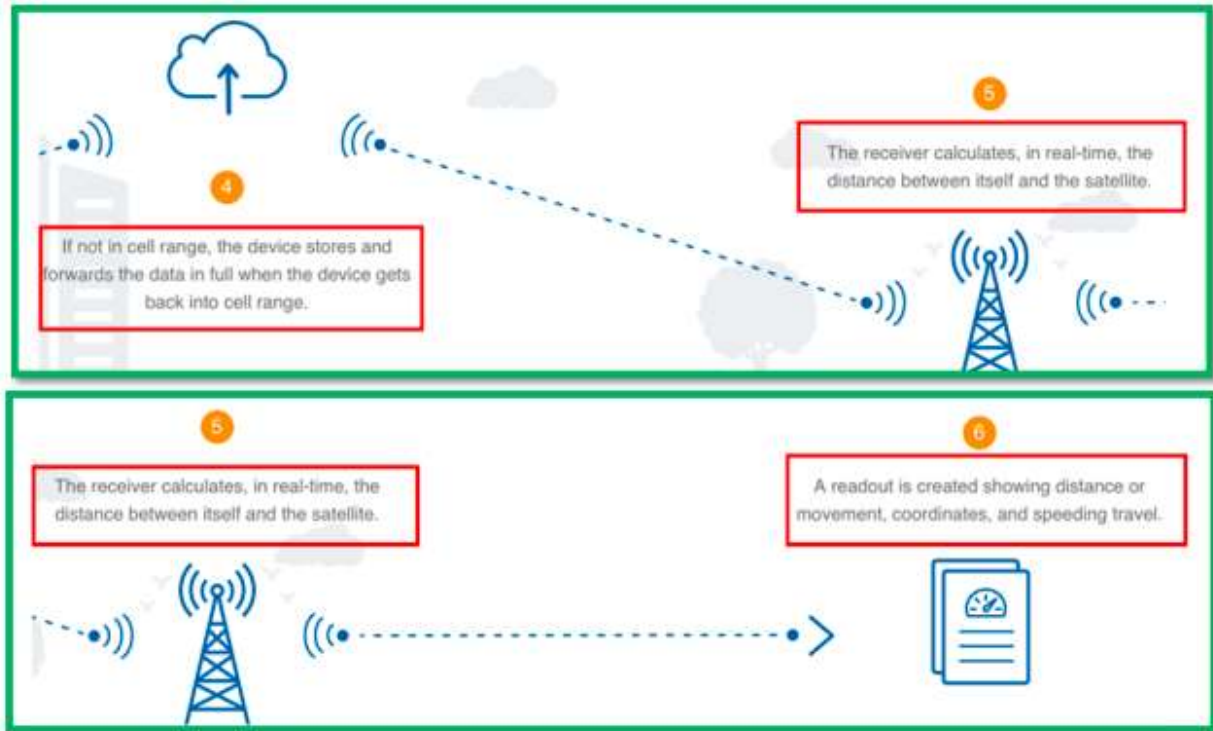 5
The receiver calculates, in real-time, the
distance between itself and the satellite.
4
If not in cell range, the device stores and
forwards the data in full when the device gets
back into cell range.
5
The receiver calculates, in real-time, the
distance between itself and the satellite.
6
A readout is created showing distance or
movement, coordinates, and speeding travel.